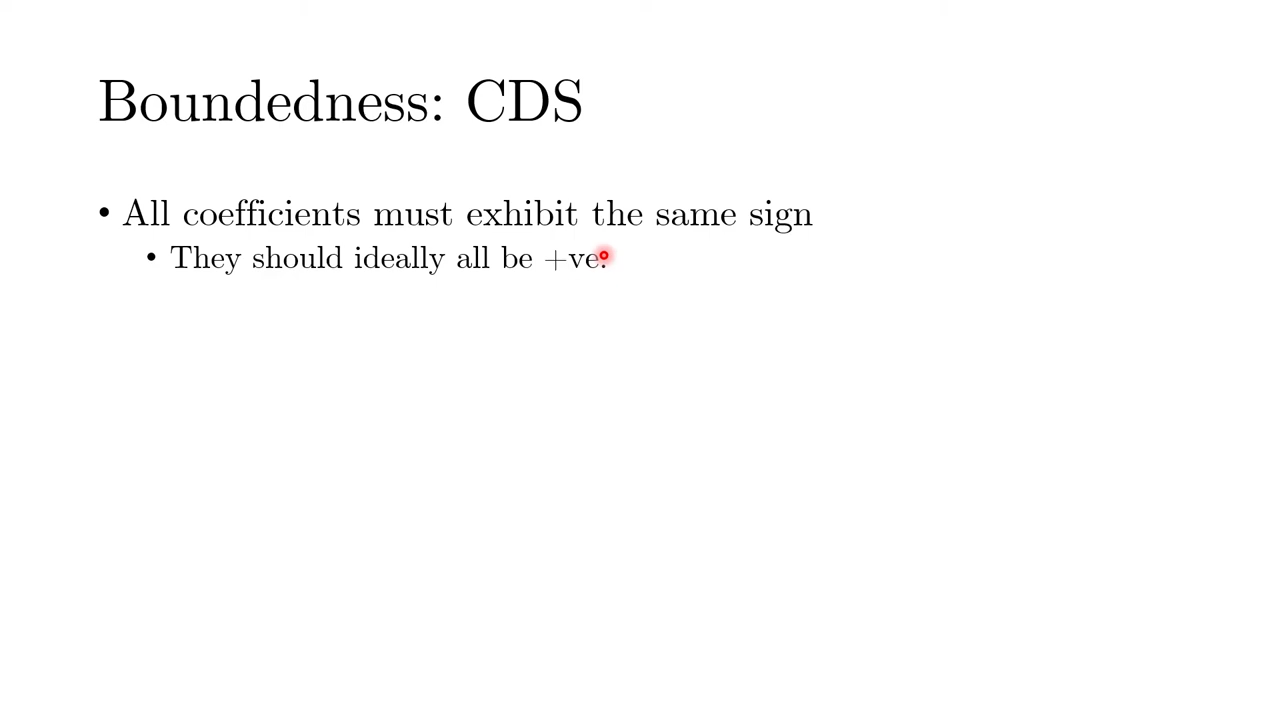 Boundedness: CDS
• All coefficients must exhibit the same sign
• They should ideally all be +ve.